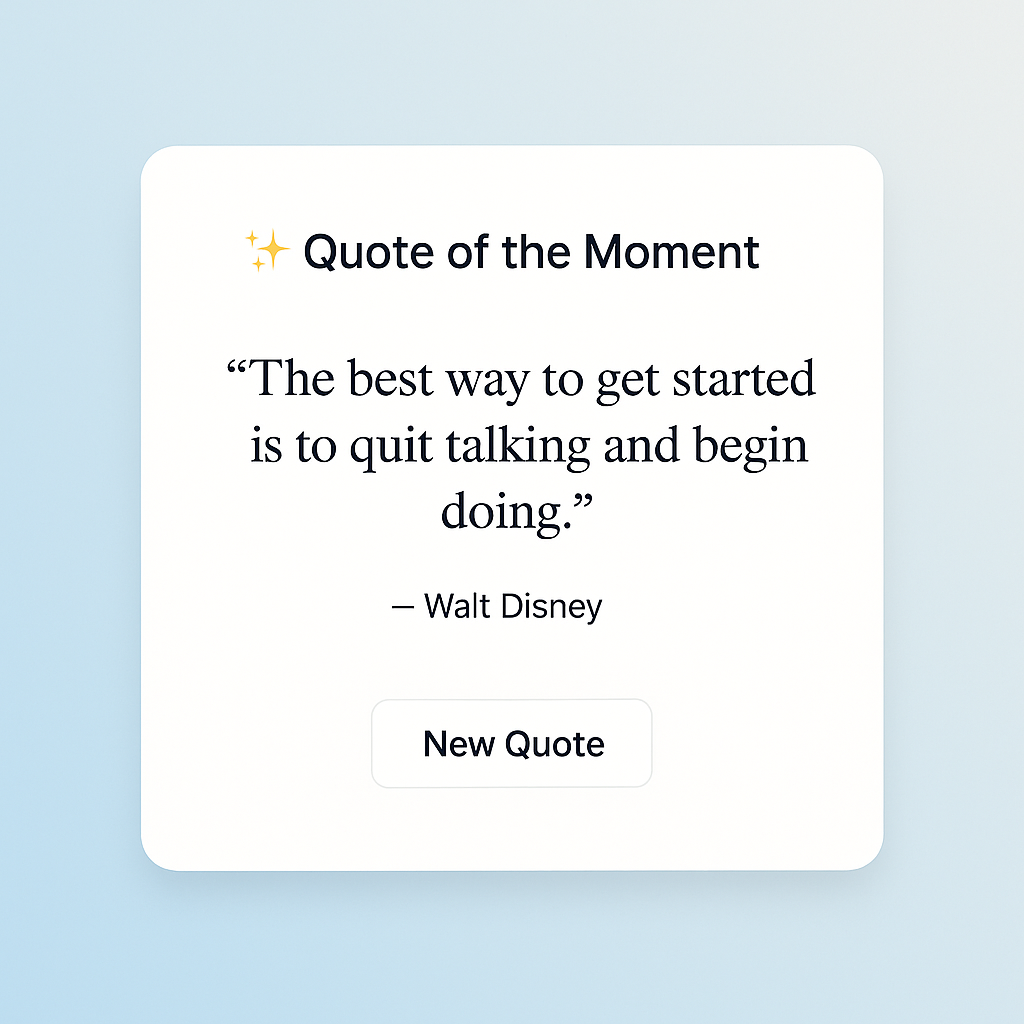 ✨ Quote of the Moment
“The best way to get started
is to quit talking and begin
doing.”
– Walt Disney
New Quote